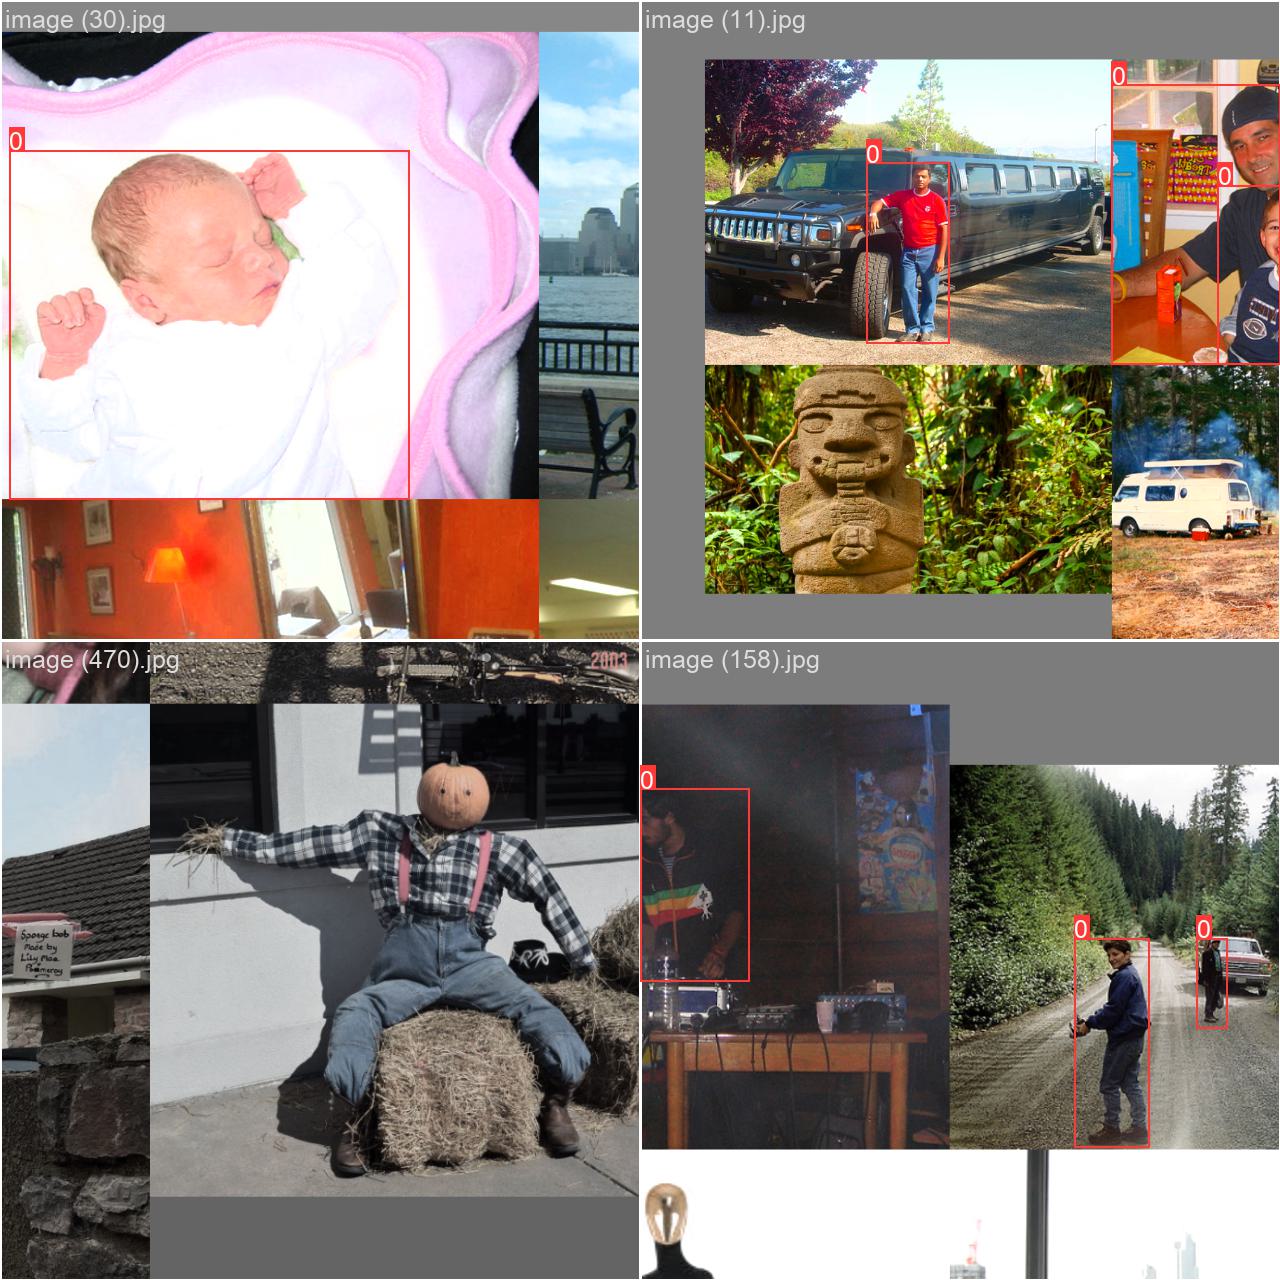 image (30).jpg
0
image (11).jpg
0
0
0
image (470).jpg
2003
Sponge bob
Made by
Lily Mae
Pomeroy
image (158).jpg
0
0
0